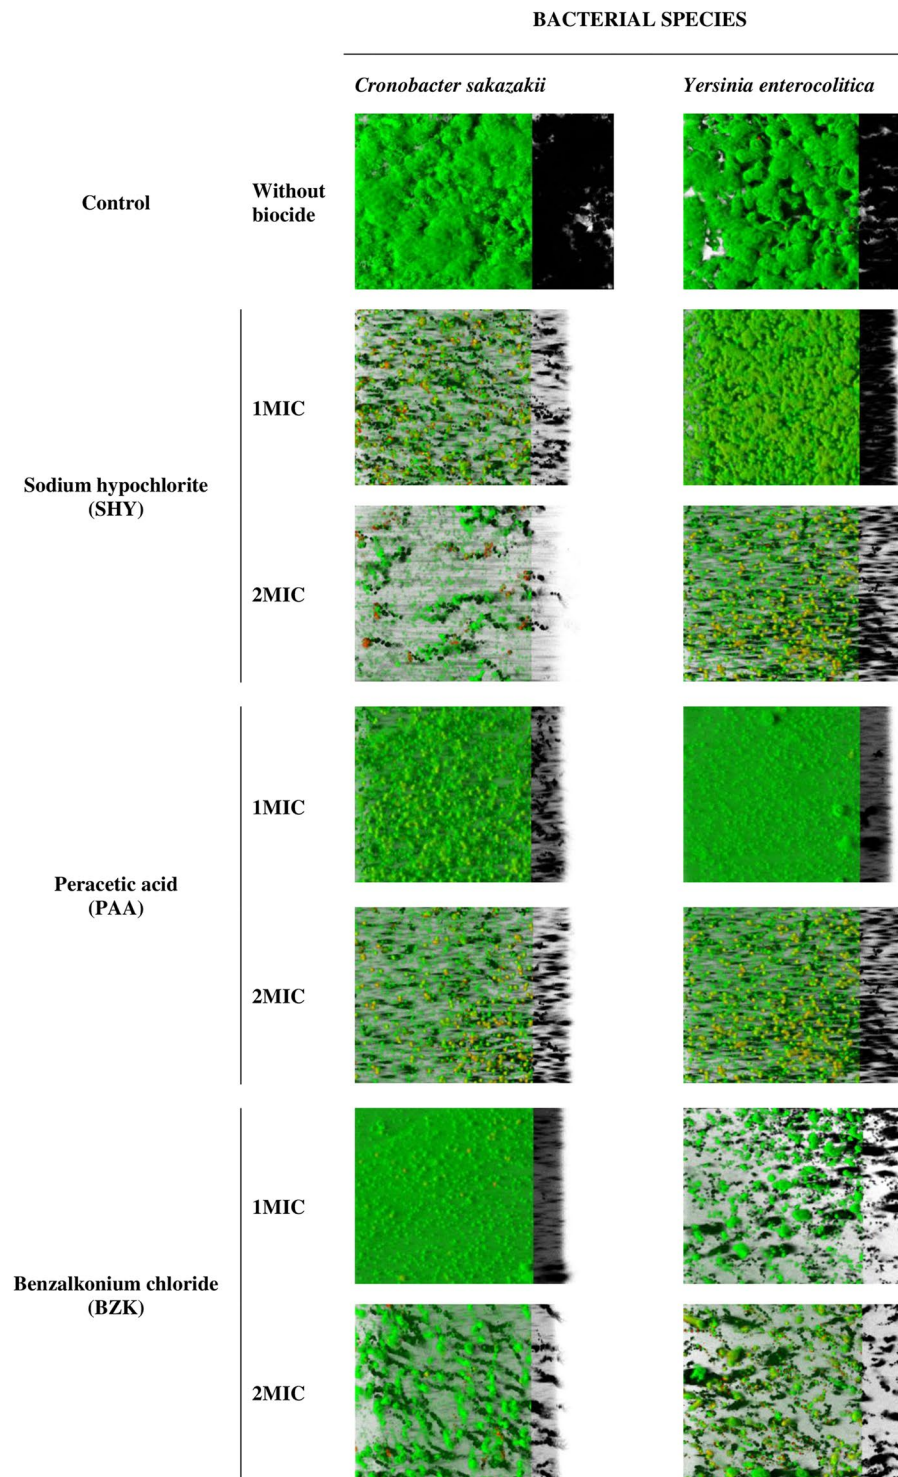 BACTERIAL SPECIES
Cronobacter sakazakii
Yersinia enterocolitica
Control
Without
biocide
Sodium hypochlorite
(SHY)
1MIC
2MIC
Peracetic acid
(PAA)
1MIC
2MIC
Benzalkonium chloride
(BZK)
1MIC
2MIC